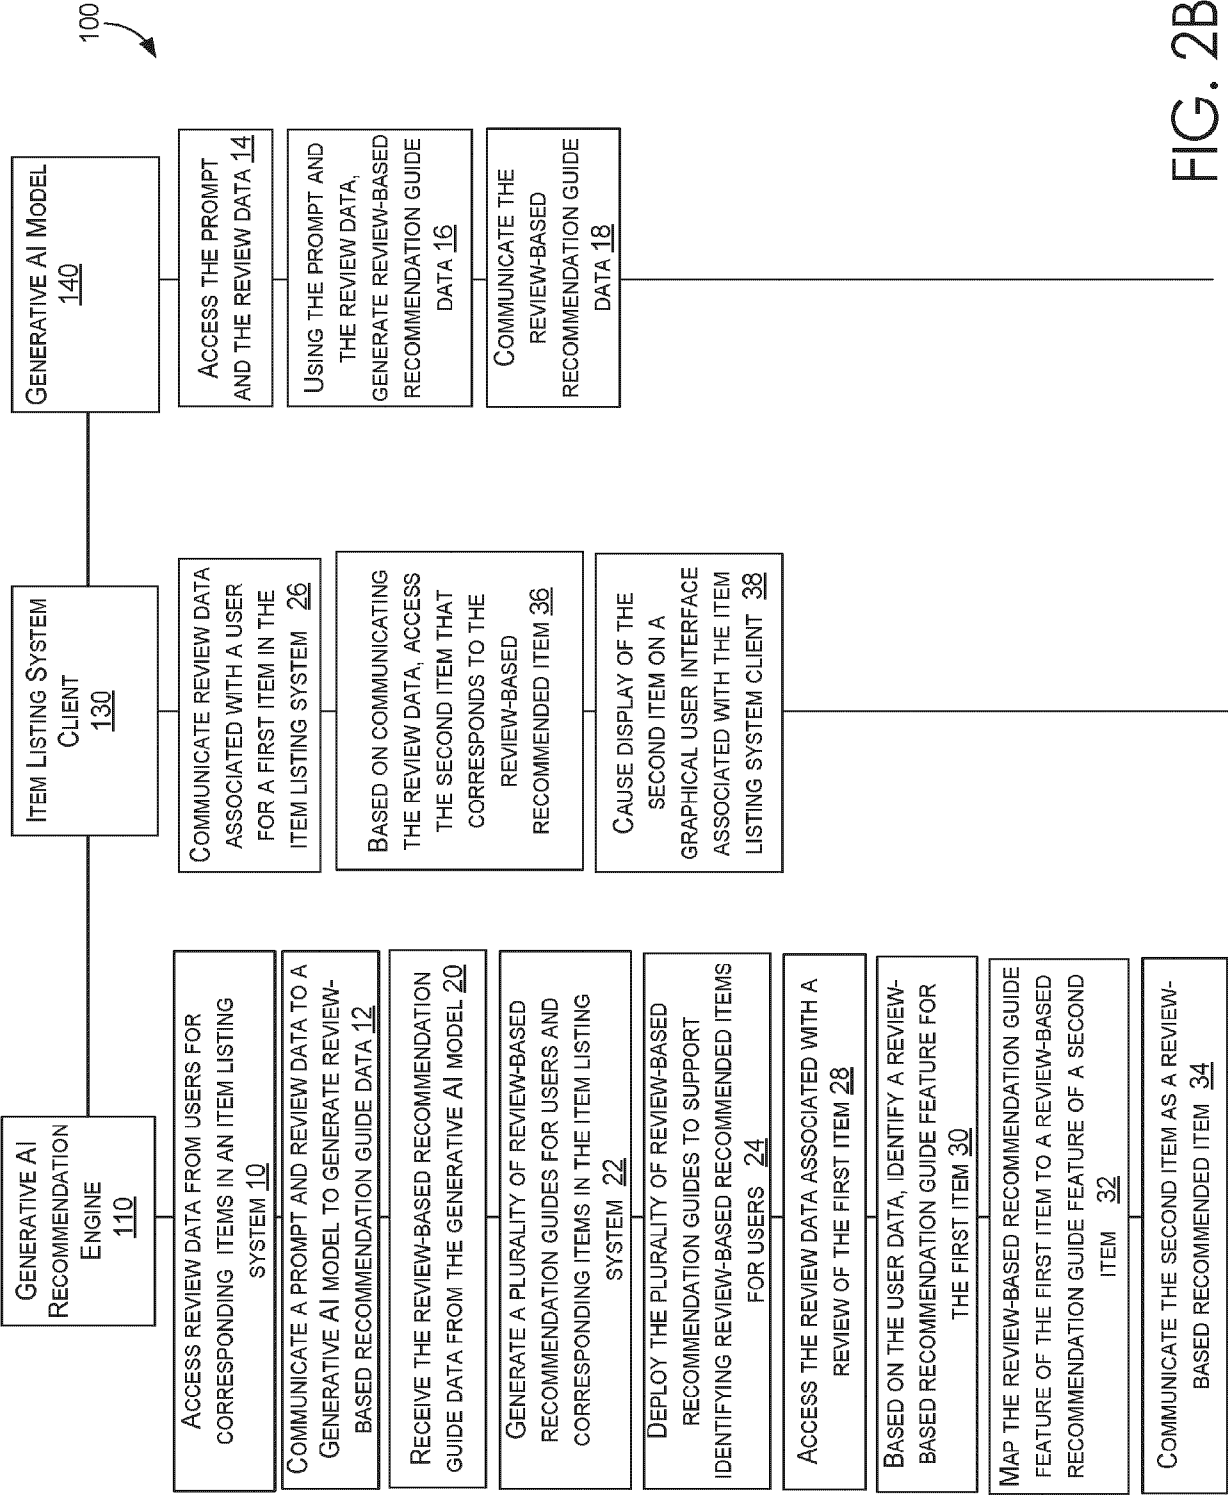 100
GENERATIVE AI
RECOMMENDATION
ENGINE
110
ITEM LISTING SYSTEM
CLIENT
130
GENERATIVE AI MODEL
140
ACCESS REVIEW DATA FROM USERS FOR
CORRESPONDING ITEMS IN AN ITEM LISTING
SYSTEM 10
COMMUNICATE A PROMPT AND REVIEW DATA TO A
GENERATIVE AI MODEL TO GENERATE REVIEW-
BASED RECOMMENDATION GUIDE DATA 12
RECEIVE THE REVIEW-BASED RECOMMENDATION
GUIDE DATA FROM THE GENERATIVE AI MODEL 20
GENERATE A PLURALITY OF REVIEW-BASED
RECOMMENDATION GUIDES FOR USERS AND
CORRESPONDING ITEMS IN THE ITEM LISTING
SYSTEM 22
DEPLOY THE PLURALITY OF REVIEW-BASED
RECOMMENDATION GUIDES TO SUPPORT
IDENTIFYING REVIEW-BASED RECOMMENDED ITEMS
FOR USERS 24
ACCESS THE REVIEW DATA ASSOCIATED WITH A
REVIEW OF THE FIRST ITEM 28
BASED ON THE USER DATA, IDENTIFY A REVIEW-
BASED RECOMMENDATION GUIDE FEATURE FOR
THE FIRST ITEM 30
MAP THE REVIEW-BASED RECOMMENDATION GUIDE
FEATURE OF THE FIRST ITEM TO A REVIEW-BASED
RECOMMENDATION GUIDE FEATURE OF A SECOND
ITEM 32
COMMUNICATE THE SECOND ITEM AS A REVIEW-
BASED RECOMMENDED ITEM 34
COMMUNICATE REVIEW DATA
ASSOCIATED WITH A USER
FOR A FIRST ITEM IN THE
ITEM LISTING SYSTEM 26
BASED ON COMMUNICATING
THE REVIEW DATA, ACCESS
THE SECOND ITEM THAT
CORRESPONDS TO THE
REVIEW-BASED
RECOMMENDED ITEM 36
CAUSE DISPLAY OF THE
SECOND ITEM ON A
GRAPHICAL USER INTERFACE
ASSOCIATED WITH THE ITEM
LISTING SYSTEM CLIENT 38
ACCESS THE PROMPT
AND THE REVIEW DATA 14
USING THE PROMPT AND
THE REVIEW DATA,
GENERATE REVIEW-BASED
RECOMMENDATION GUIDE
DATA 16
COMMUNICATE THE
REVIEW-BASED
RECOMMENDATION GUIDE
DATA 18
FIG. 2B